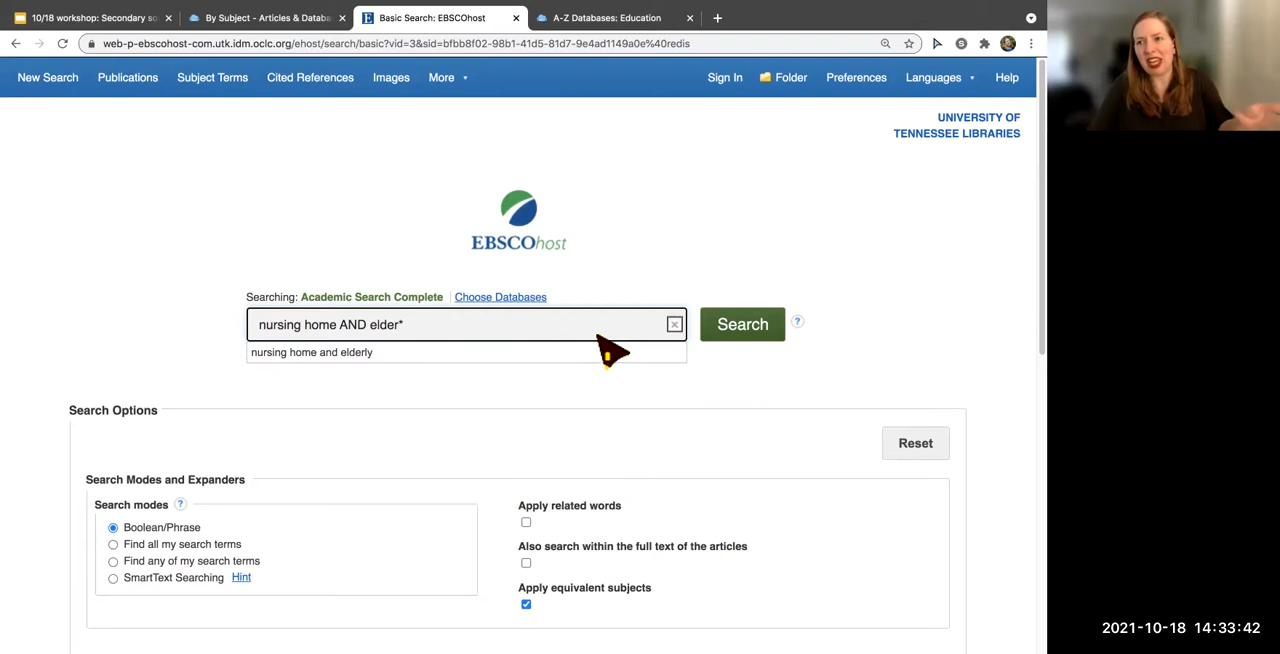 10/18 workshop: Secondary so
By Subject - Articles & Databa
Basic Search: EBSCOhost
A-Z Databases: Education
web-p-ebscohost-com.utk.idm.oclc.org/ehost/search/basic?vid=3&sid=bfbb8f02-98b1-41d5-81d7-9e4ad1149a0e%40redis
New Search Publications Subject Terms Cited References Images More Sign In Folder Preferences Languages Help
UNIVERSITY OF
TENNESSEE LIBRARIES
EBSCOhost
Searching: Academic Search Complete Choose Databases
nursing home AND elder*
Search
?
nursing home and elderly
Search Options
Reset
Search Modes and Expanders
Search modes ?
Boolean/Phrase
Find all my search terms
Find any of my search terms
SmartText Searching Hint
Apply related words
Also search within the full text of the articles
Apply equivalent subjects
2021-10-18 14:33:42